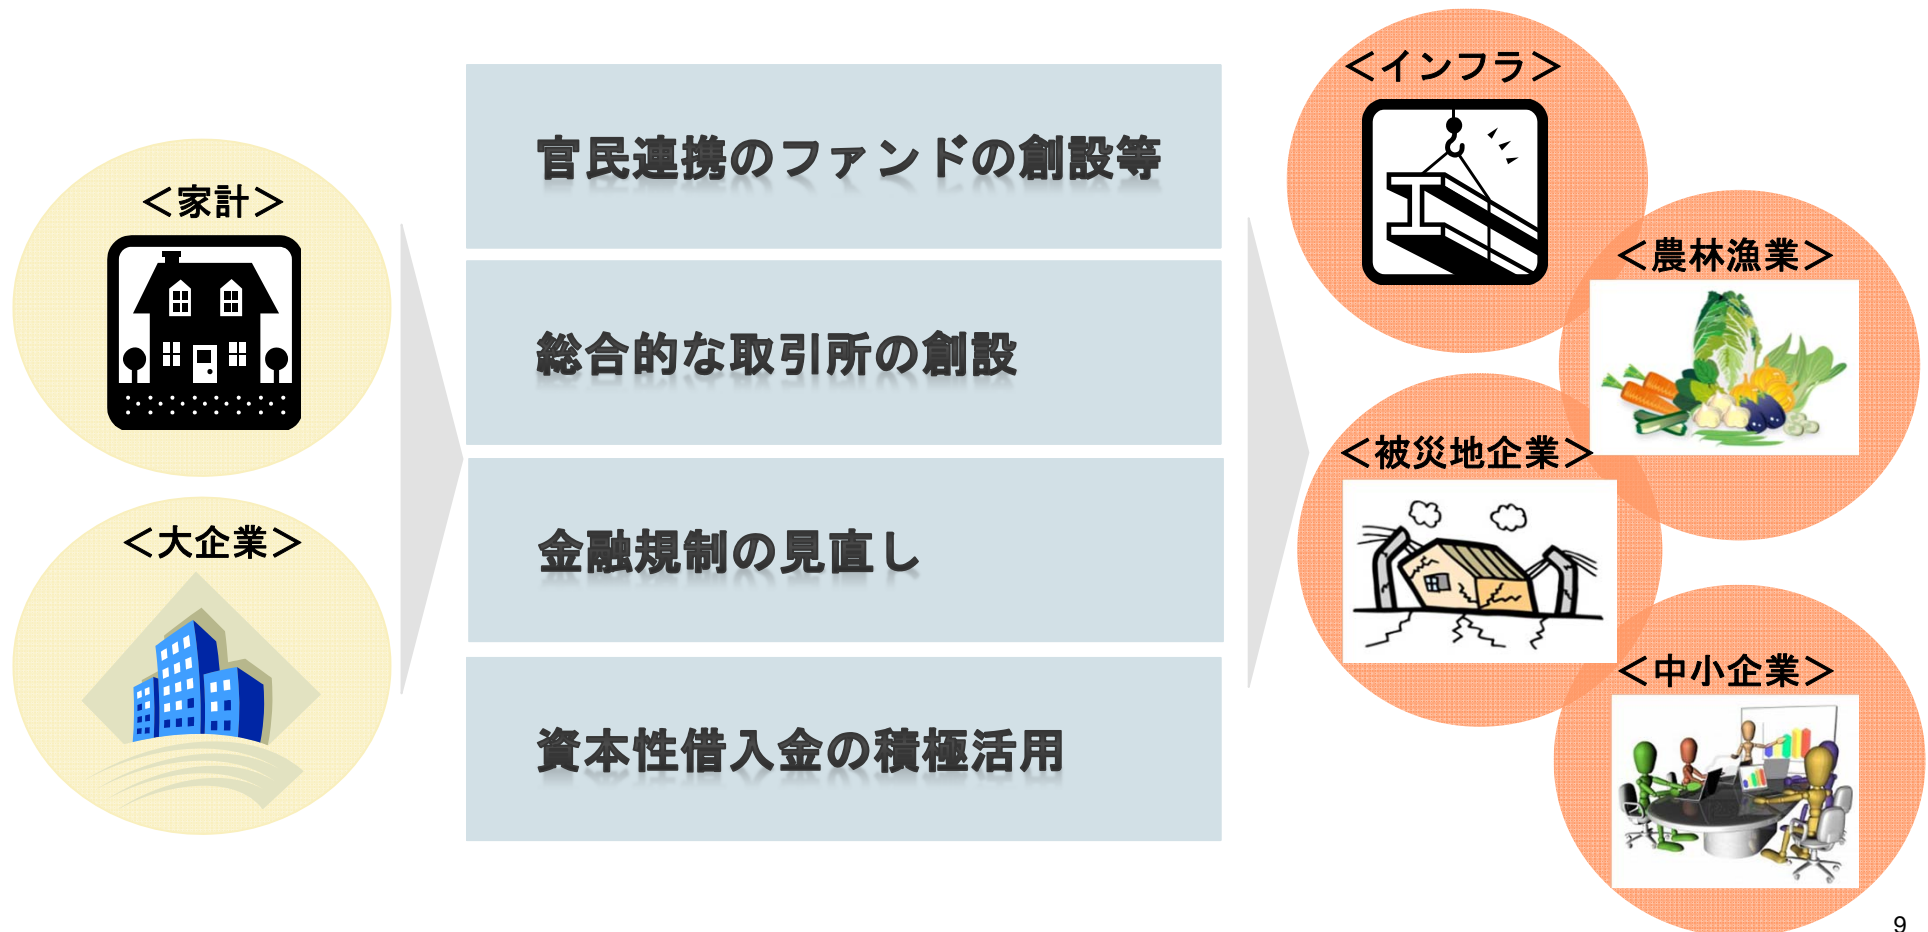 ＜家計＞
＜大企業＞
官民連携のファンドの創設等
総合的な取引所の創設
金融規制の見直し
資本性借入金の積極活用
＜インフラ＞
＜農林漁業＞
＜被災地企業＞
＜中小企業＞
9